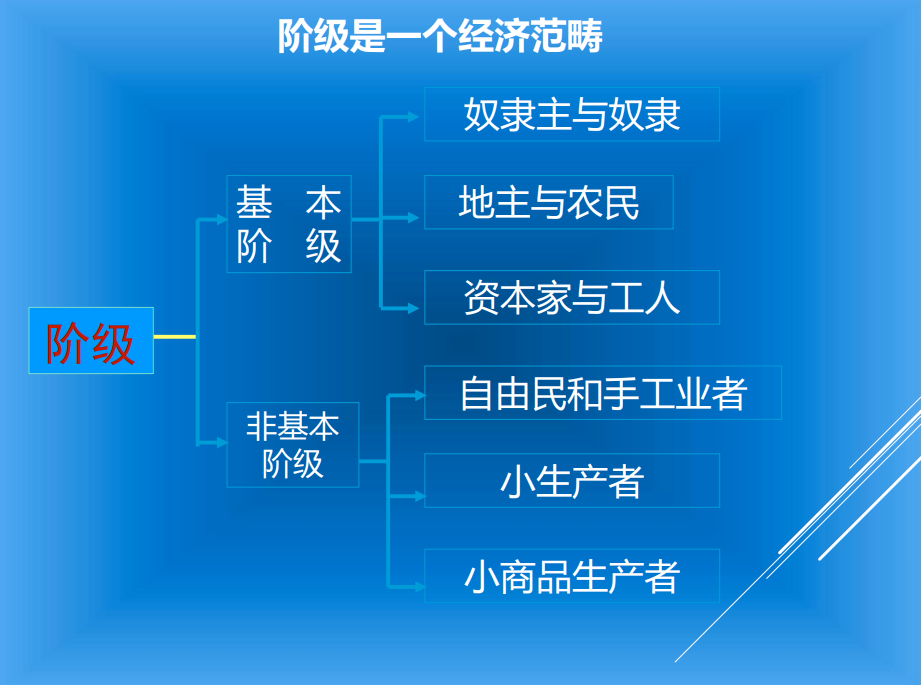 阶级是一个经济范畴
奴隶主与奴隶
基 本
阶 级
地主与农民
资本家与工人
阶级
自由民和手工业者
非基本
阶级
小生产者
小商品生产者